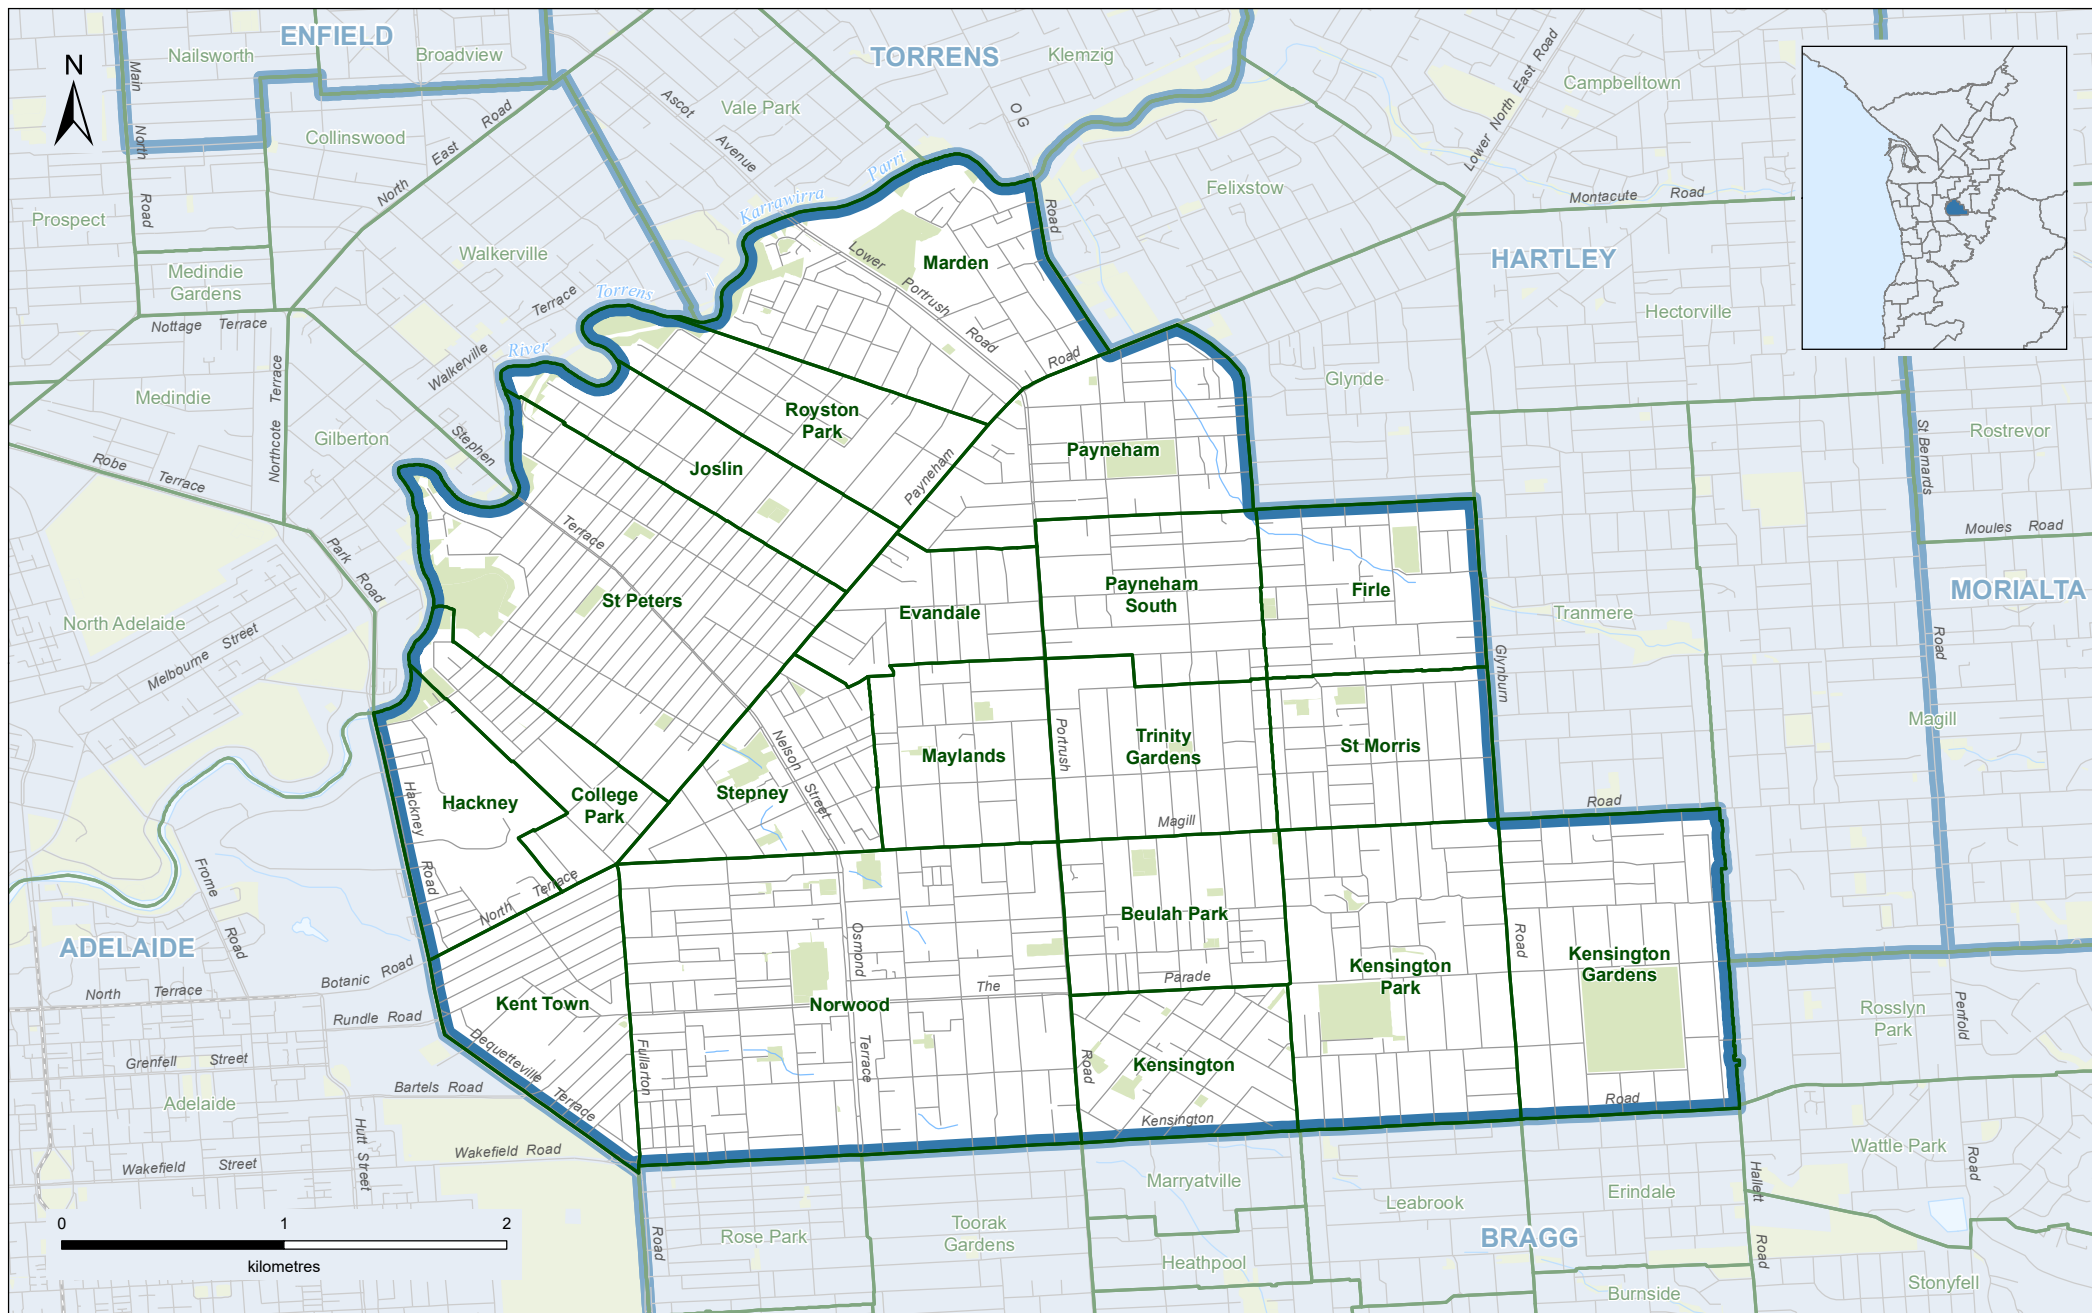 ENFIELD
Nailsworth
Broadview
TORRENS
Klemzig
N
Main
North
Road
Collinswood
North
East
Road
Ascot
Avenue
Vale Park
O G
Road
Lower North East Road
Campbelltown
Prospect
Walkerville
Karrawirra
Parri
Felixstow
Montacute Road
HARTLEY
Medindie
Gardens
Nottage Terrace
Walkerville
Terrace
River
Torrens
Lower
Portrush
Road
Marden
Hectorville
Medindie
Northcote Terrace
Gilberton
Stephen
Terrace
Royston
Park
Joslin
Payneham
Road
Payneham
Glynde
St Bernards
Road
Rostrevor
Robe
Terrace
Park Road
Moules Road
St Peters
Evandale
Payneham
South
Firle
Tranmere
MORIALTA
North Adelaide
Melbourne Street
Glynburn
Road
Magill
Hackney
Road
Hackney
College
Park
Stepney
Nelson
Street
Maylands
Portrush
Road
Trinity
Gardens
St Morris
Magill
Road
Frome
Road
North
Terrace
ADELAIDE
North Terrace
Botanic Road
Rundle Road
Kent Town
Norwood
Osmond
Terrace
The
Parade
Beulah Park
Kensington
Park
Kensington
Gardens
Rosslyn
Park
Penfold
Road
Grenfell Street
Bartels Road
Dequetteville
Terrace
Fullarton
Road
Kensington
Kensington
Road
Adelaide
Hutt Street
Wakefield Street
Wakefield Road
Wattle Park
Hallett
Road
Marryatville
Leabrook
Erindale
Rose Park
Toorak
Gardens
Heathpool
BRAGG
Burnside
Stonyfell
0 1 2
kilometres